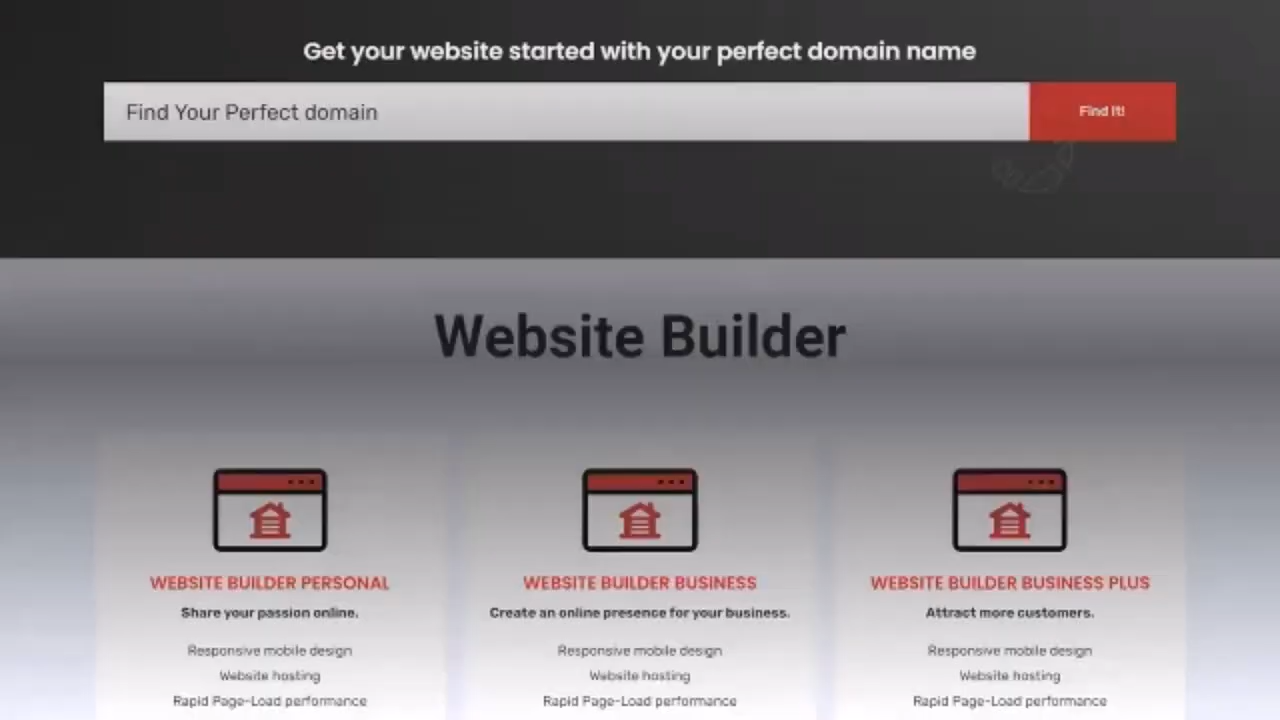 Get your website started with your perfect domain name
Find Your Perfect domain
Find It!
Website Builder
WEBSITE BUILDER PERSONAL
Share your passion online.
Responsive mobile design
Website hosting
Rapid Page-Load performance
WEBSITE BUILDER BUSINESS
Create an online presence for your business.
Responsive mobile design
Website hosting
Rapid Page-Load performance
WEBSITE BUILDER BUSINESS PLUS
Attract more customers.
Responsive mobile design
Website hosting
Rapid Page-Load performance